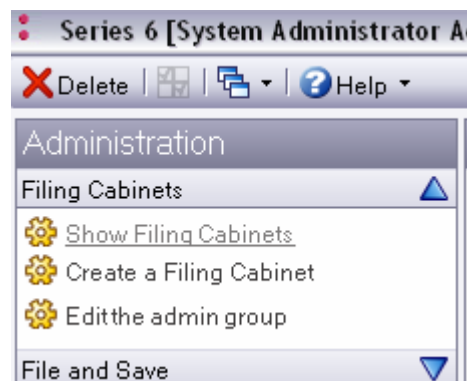 Series 6 [System Administrator A
Delete Help
Administration
Filing Cabinets
Show Filing Cabinets
Create a Filing Cabinet
Edit the admin group
File and Save